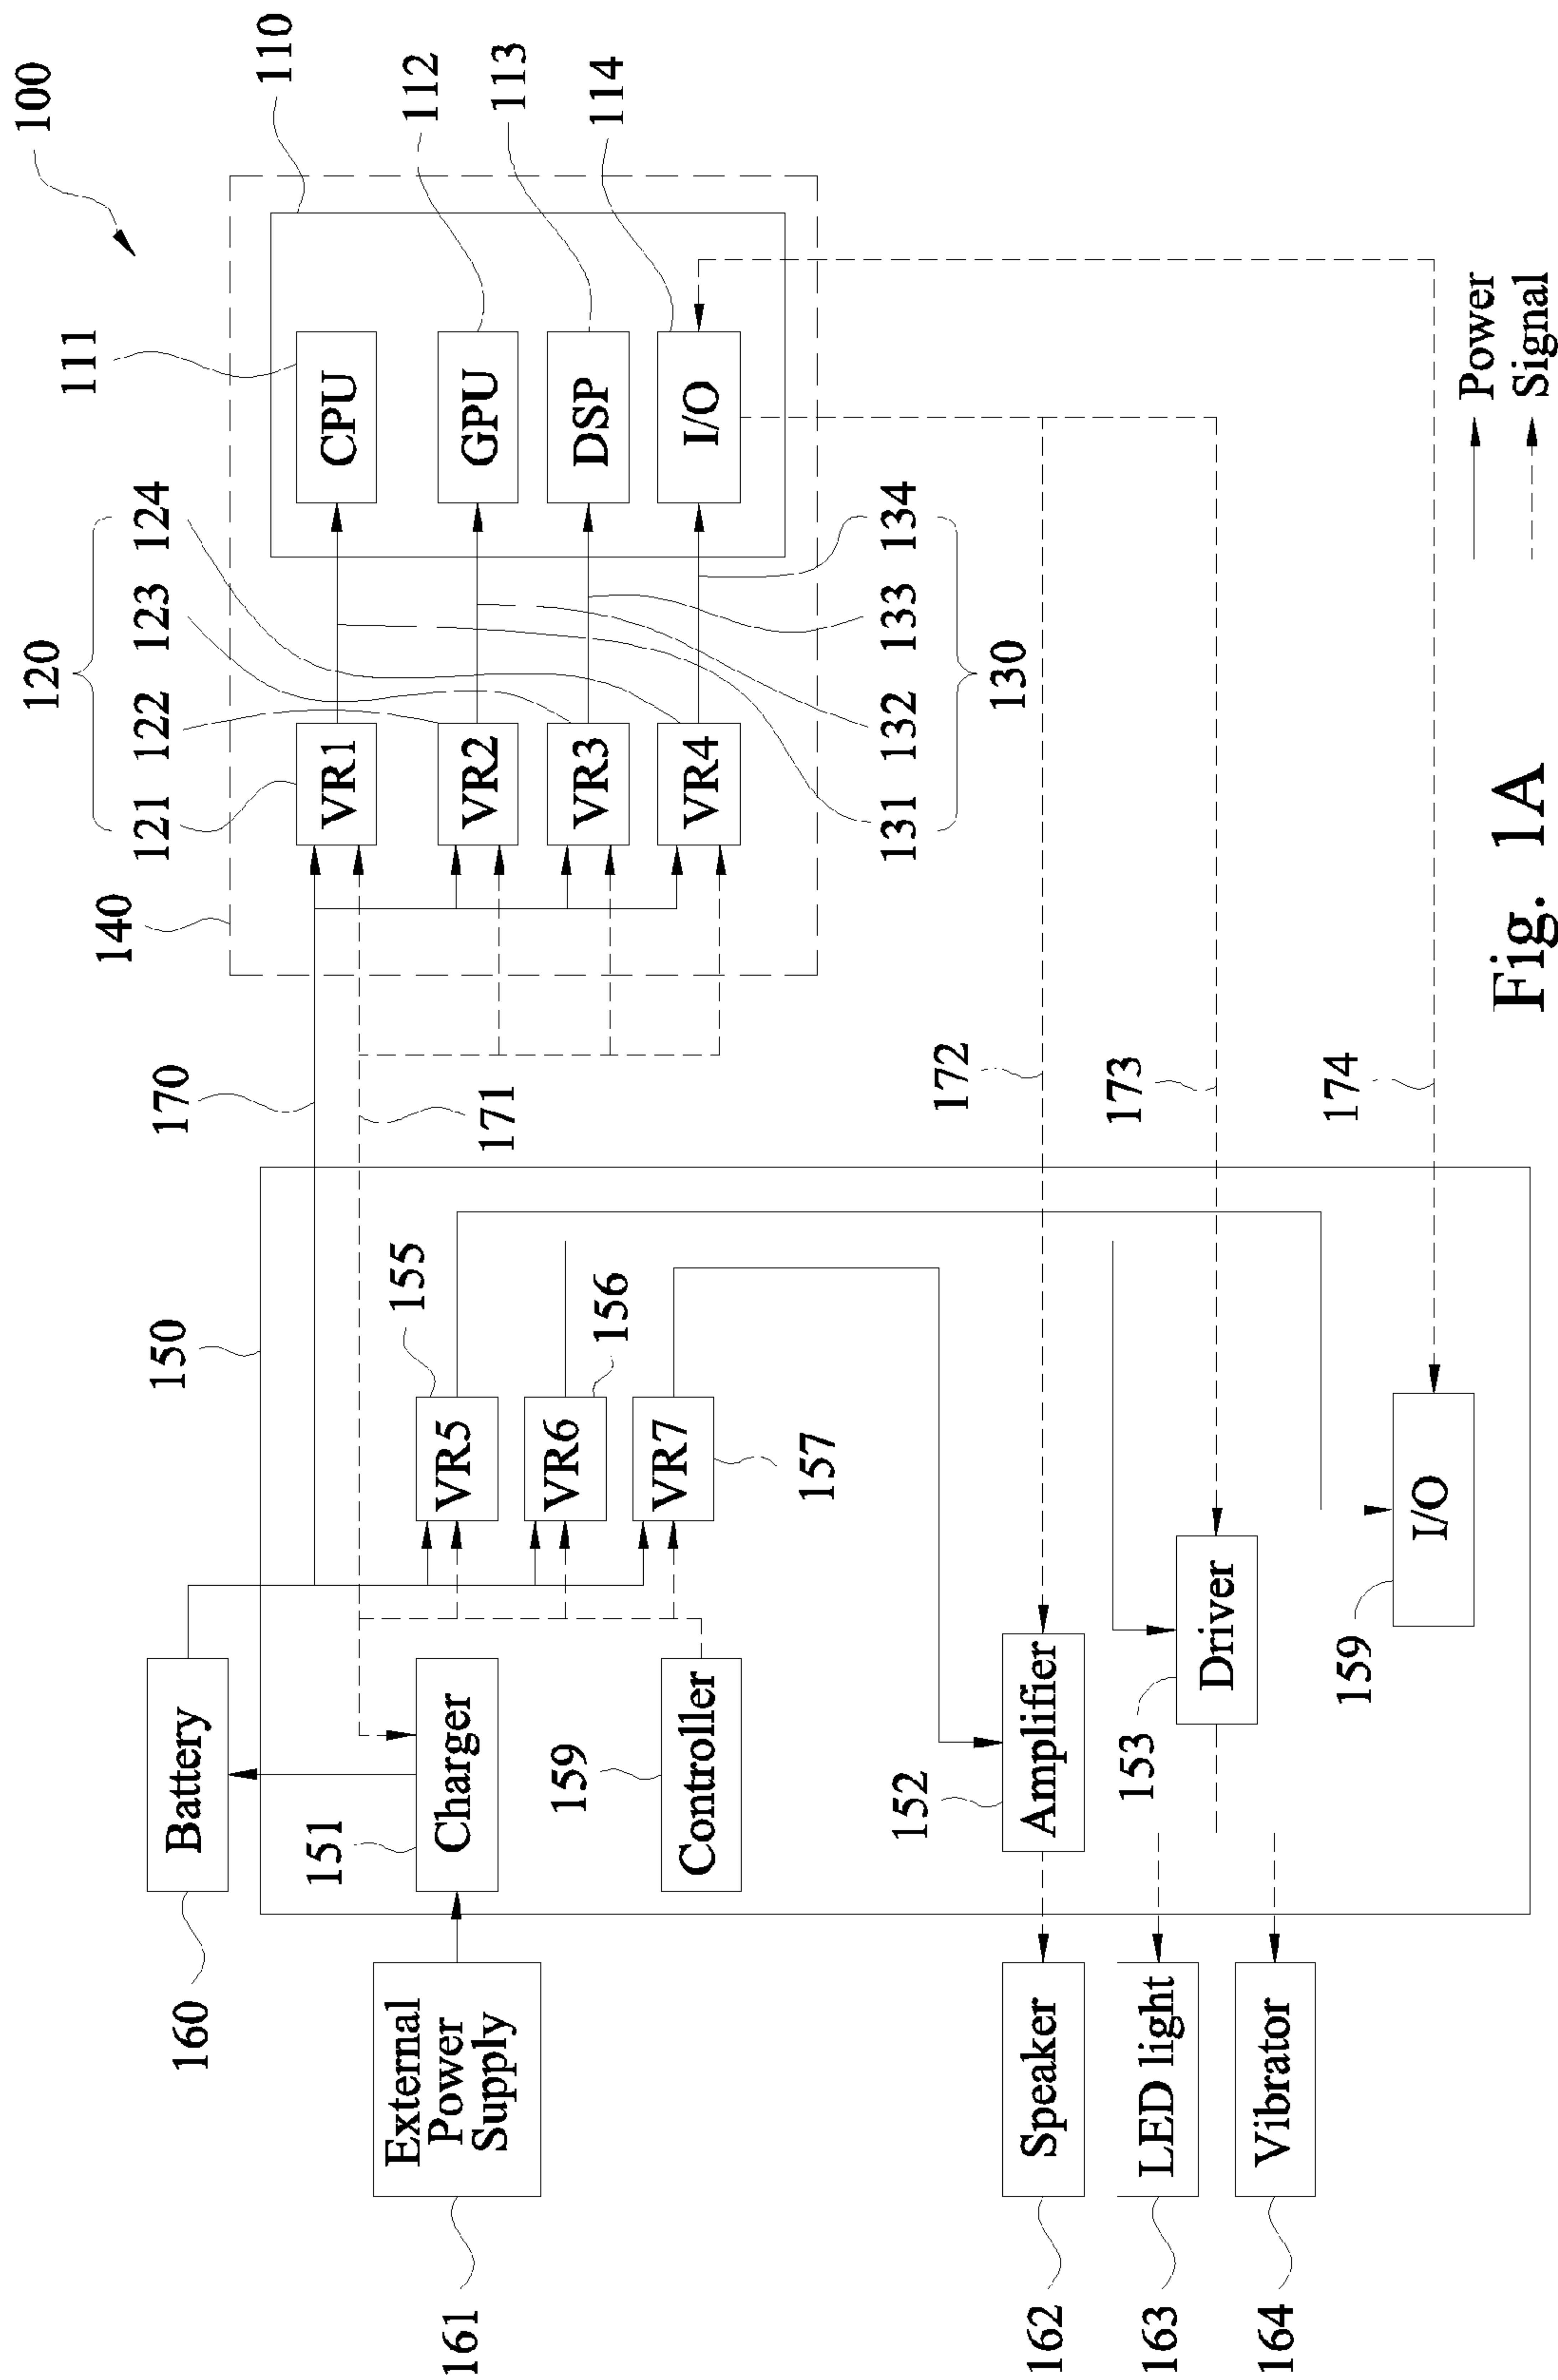 100
110
111
112
113
114
120
121 122 123 124
140
CPU
GPU
DSP
I/O
VR1
VR2
VR3
VR4
131 132 133 134
130
170
171
172
173
174
150
155
156
157
VR5
VR6
VR7
Battery
160
151
Charger
159
Controller
External
Power
Supply
161
152
Amplifier
153
Driver
159
I/O
Speaker
162
LED light
163
Vibrator
164
Power
Signal
Fig. 1A